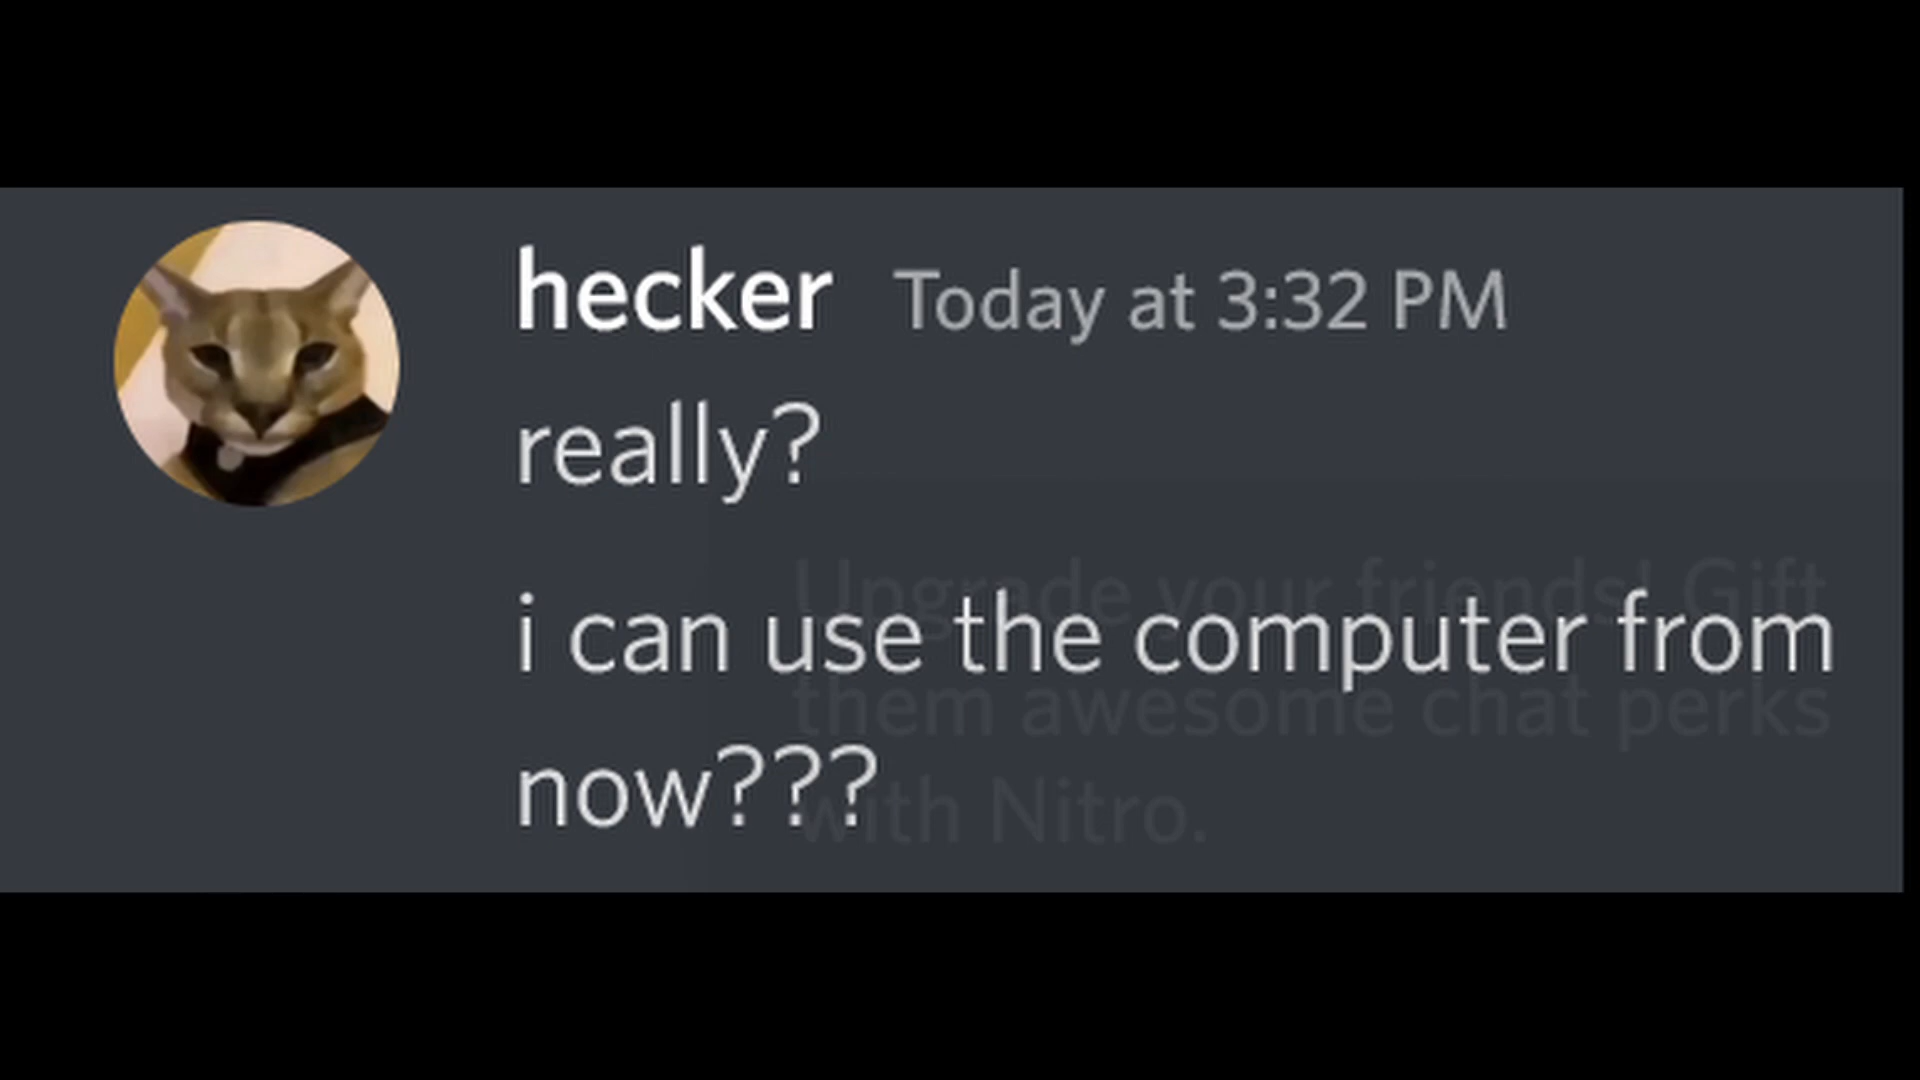 hecker Today at 3:32 PM
really?
Upgrade your friends! Gift
i can use the computer from
them awesome chat perks
now???
with Nitro.